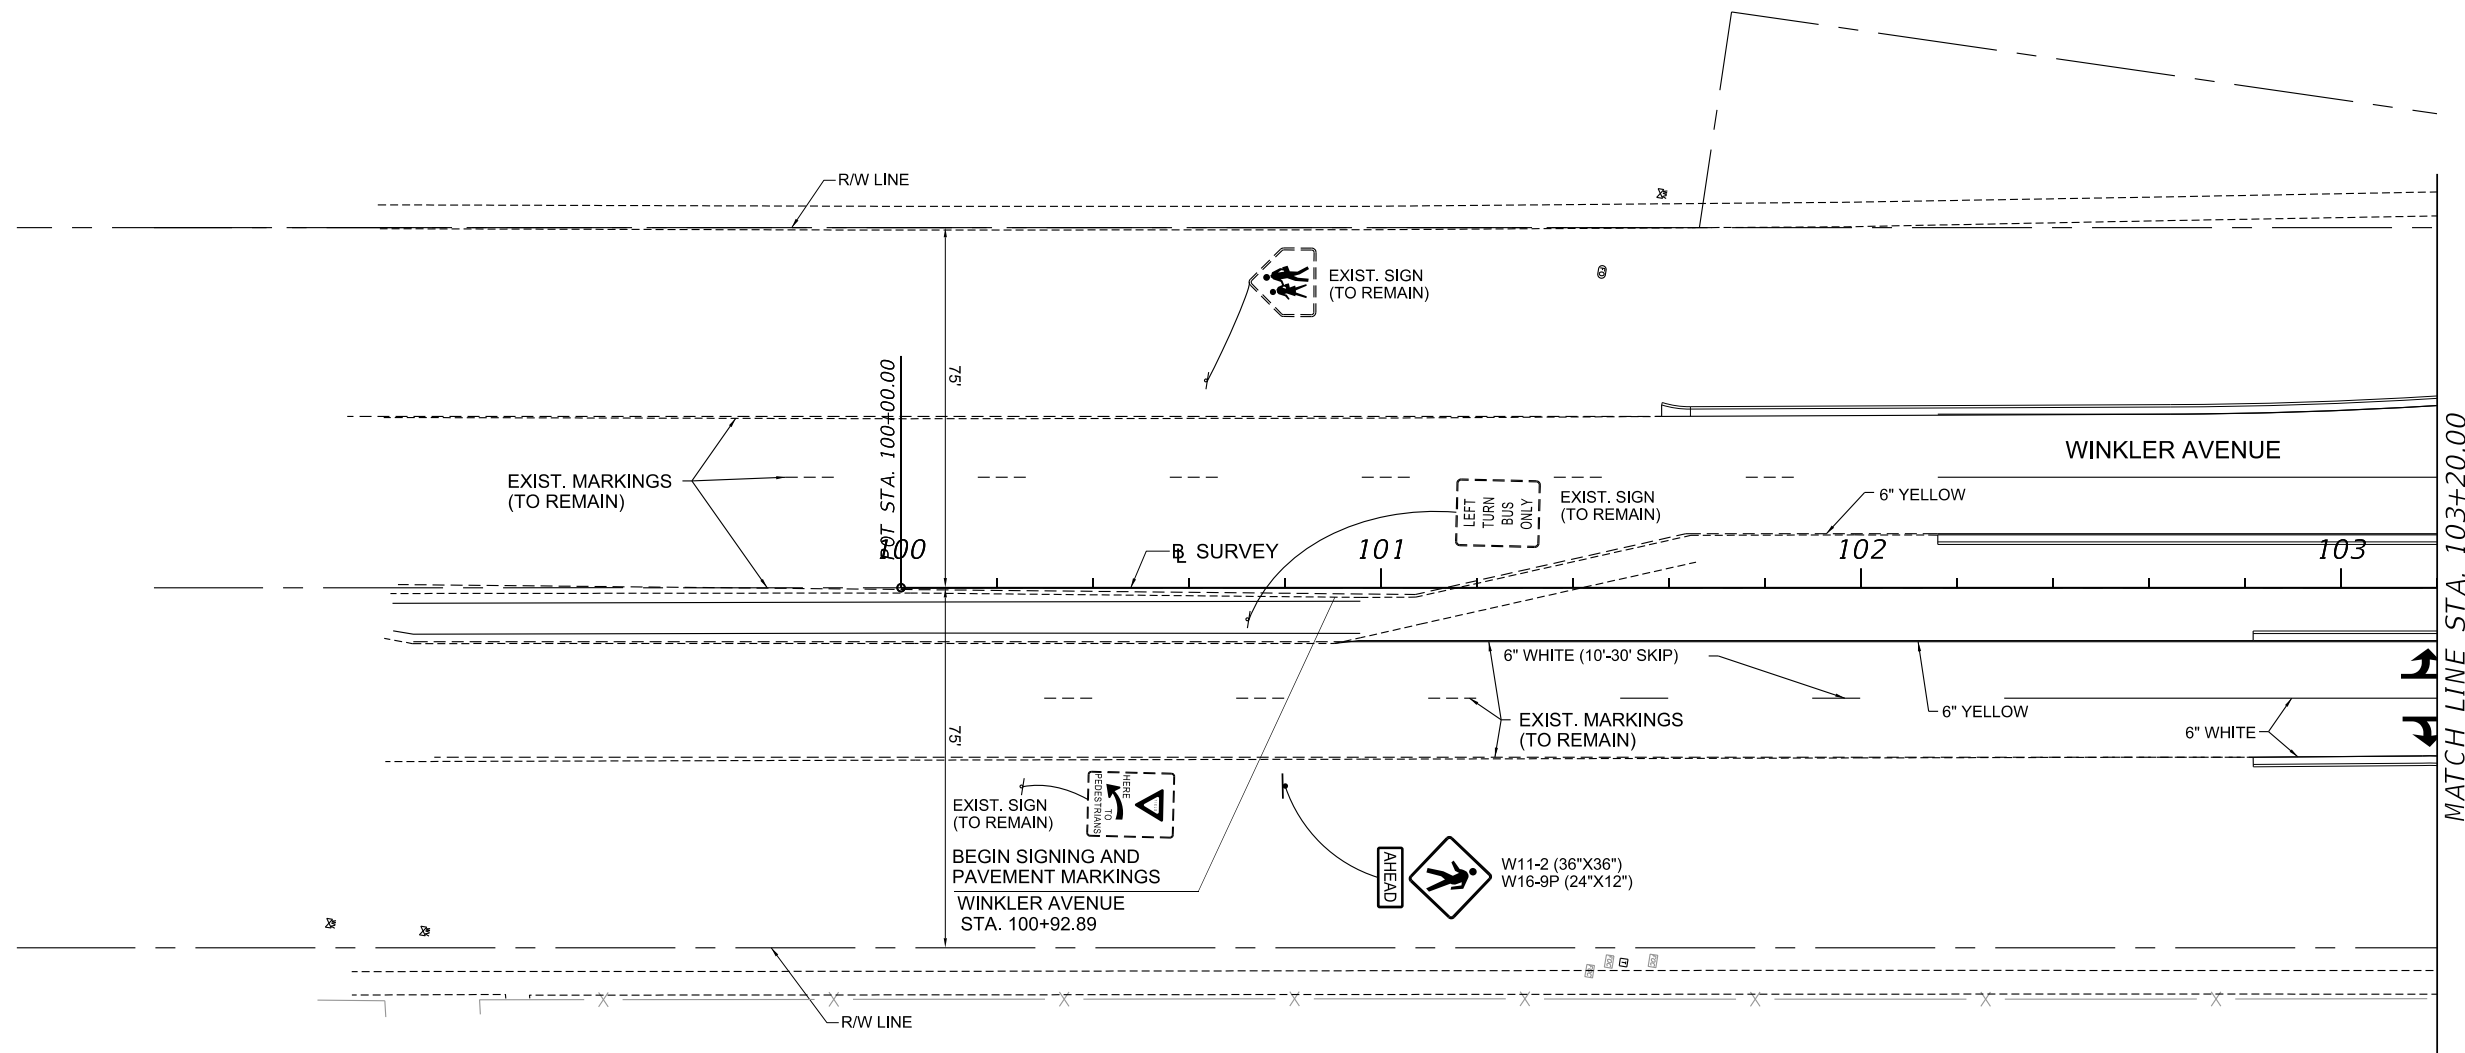 R/W LINE
EXIST. SIGN
(TO REMAIN)
75'
POT STA. 100+00.00
WINKLER AVENUE
EXIST. MARKINGS
(TO REMAIN)
LEFT
TURN
BUS
ONLY
EXIST. SIGN
(TO REMAIN)
6" YELLOW
100
BL SURVEY
101
102
103
MATCH LINE STA. 103+20.00
6" WHITE (10'-30' SKIP)
EXIST. MARKINGS
(TO REMAIN)
6" YELLOW
6" WHITE
75'
EXIST. SIGN
(TO REMAIN)
HERE
TO
PEDESTRIANS
BEGIN SIGNING AND
PAVEMENT MARKINGS
WINKLER AVENUE
STA. 100+92.89
AHEAD
W11-2 (36"X36")
W16-9P (24"X12")
R/W LINE